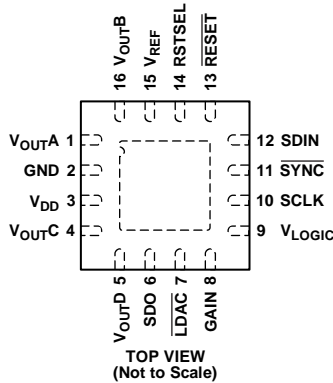 16 VOUTB
15 VREF
14 RSTSEL
13 RESET
VOUTA 1
GND 2
VDD 3
VOUTC 4
12 SDIN
11 SYNC
10 SCLK
9 VLOGIC
VOUTD 5
SDO 6
LDAC 7
GAIN 8
TOP VIEW
(Not to Scale)